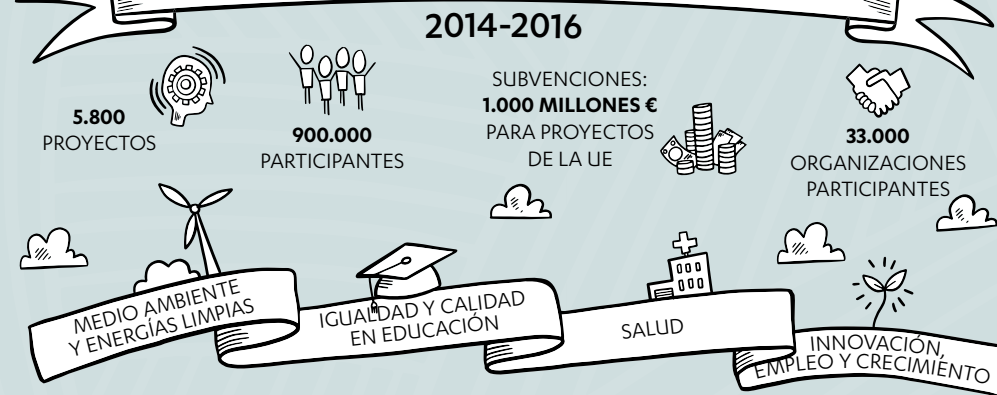 2014-2016
5.800
PROYECTOS
900.000
PARTICIPANTES
SUBVENCIONES:
1.000 MILLONES €
PARA PROYECTOS
DE LA UE
33.000
ORGANIZACIONES
PARTICIPANTES
MEDIO AMBIENTE
Y ENERGÍAS LIMPIAS
IGUALDAD Y CALIDAD
EN EDUCACIÓN
SALUD
INNOVACIÓN,
EMPLEO Y CRECIMIENTO